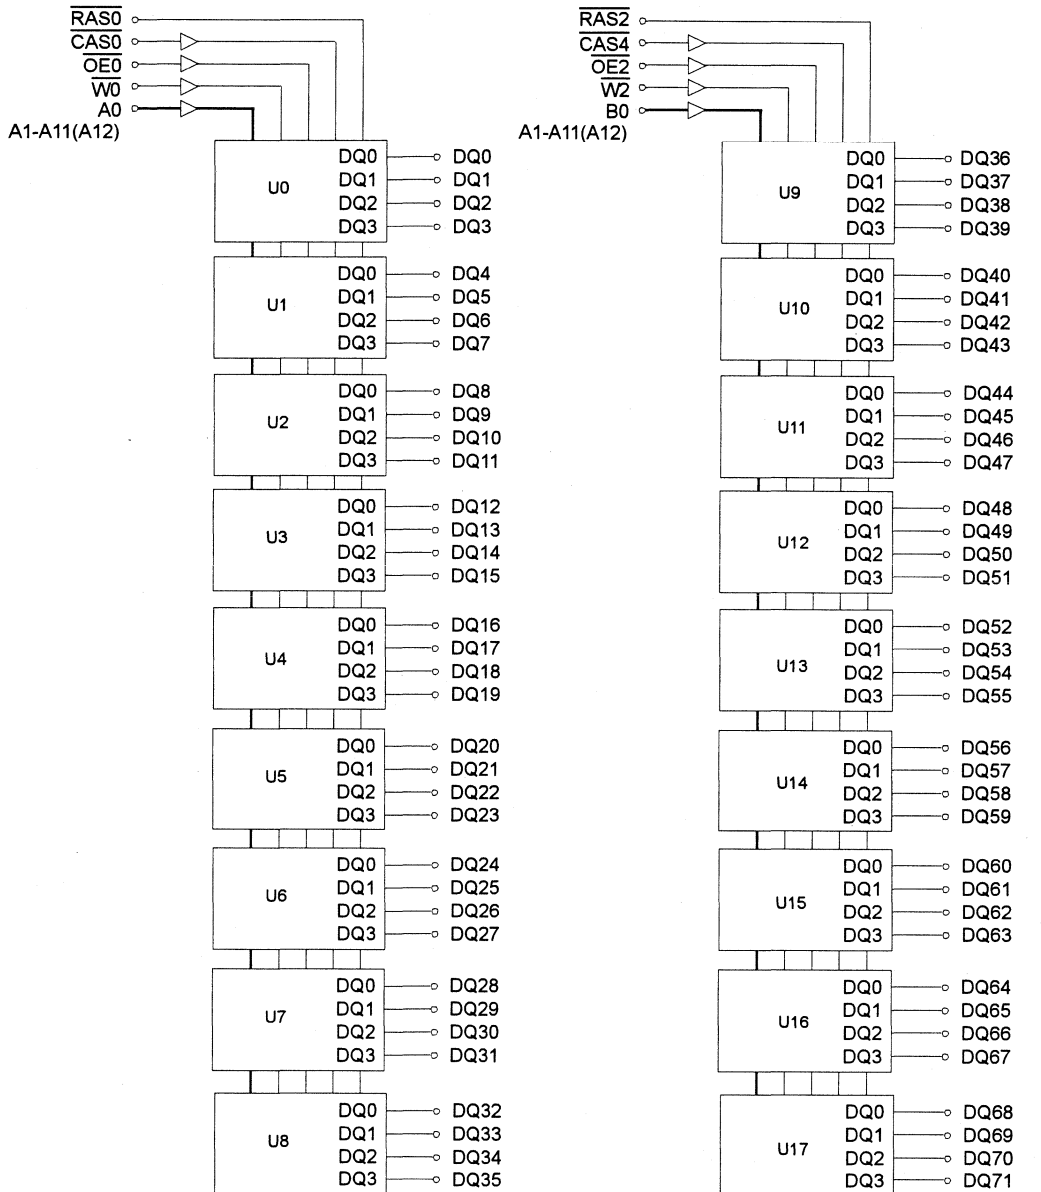 RAS0
CAS0
OE0
W0
A0
A1-A11(A12)
U0
DQ0 DQ0
DQ1 DQ1
DQ2 DQ2
DQ3 DQ3
U1
DQ0 DQ4
DQ1 DQ5
DQ2 DQ6
DQ3 DQ7
U2
DQ0 DQ8
DQ1 DQ9
DQ2 DQ10
DQ3 DQ11
U3
DQ0 DQ12
DQ1 DQ13
DQ2 DQ14
DQ3 DQ15
U4
DQ0 DQ16
DQ1 DQ17
DQ2 DQ18
DQ3 DQ19
U5
DQ0 DQ20
DQ1 DQ21
DQ2 DQ22
DQ3 DQ23
U6
DQ0 DQ24
DQ1 DQ25
DQ2 DQ26
DQ3 DQ27
U7
DQ0 DQ28
DQ1 DQ29
DQ2 DQ30
DQ3 DQ31
U8
DQ0 DQ32
DQ1 DQ33
DQ2 DQ34
DQ3 DQ35
RAS2
CAS4
OE2
W2
B0
A1-A11(A12)
U9
DQ0 DQ36
DQ1 DQ37
DQ2 DQ38
DQ3 DQ39
U10
DQ0 DQ40
DQ1 DQ41
DQ2 DQ42
DQ3 DQ43
U11
DQ0 DQ44
DQ1 DQ45
DQ2 DQ46
DQ3 DQ47
U12
DQ0 DQ48
DQ1 DQ49
DQ2 DQ50
DQ3 DQ51
U13
DQ0 DQ52
DQ1 DQ53
DQ2 DQ54
DQ3 DQ55
U14
DQ0 DQ56
DQ1 DQ57
DQ2 DQ58
DQ3 DQ59
U15
DQ0 DQ60
DQ1 DQ61
DQ2 DQ62
DQ3 DQ63
U16
DQ0 DQ64
DQ1 DQ65
DQ2 DQ66
DQ3 DQ67
U17
DQ0 DQ68
DQ1 DQ69
DQ2 DQ70
DQ3 DQ71